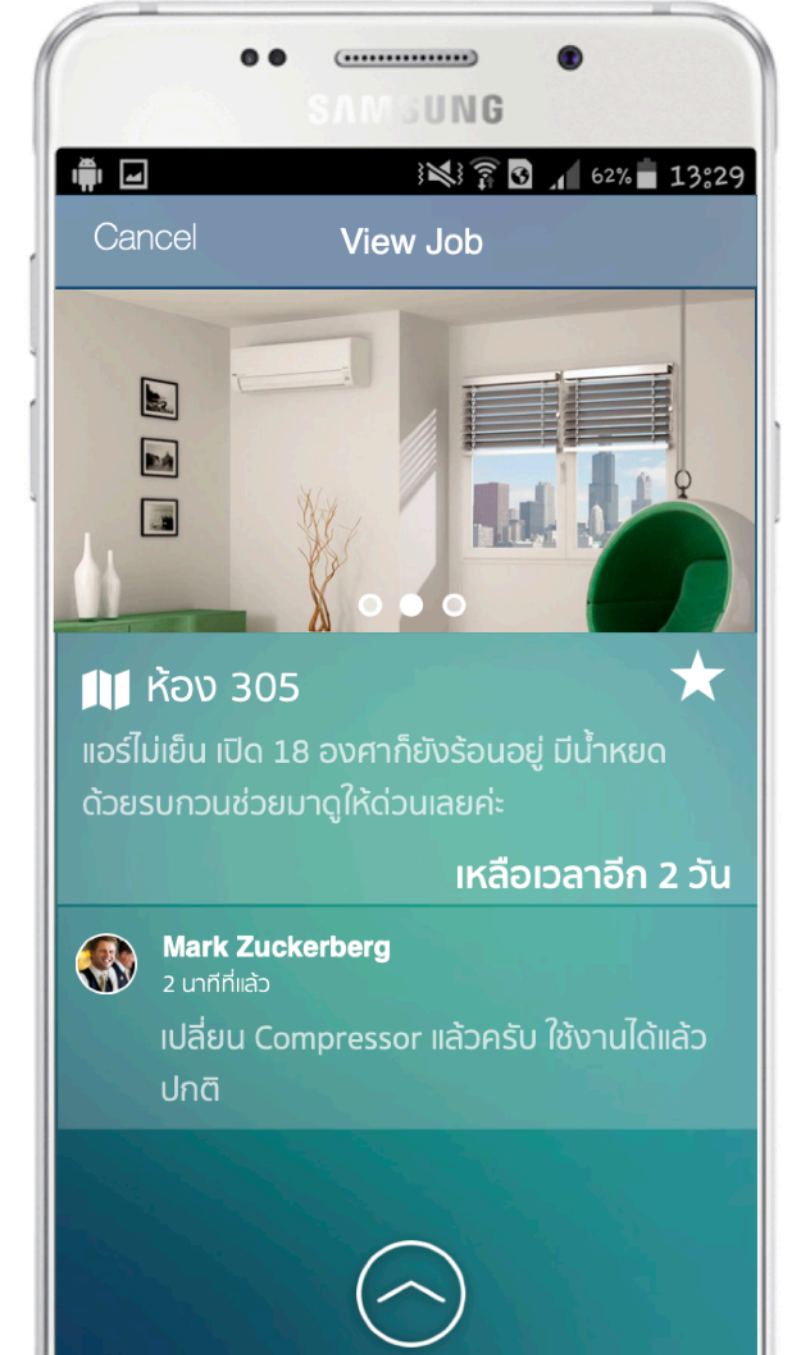 SAMSUNG
62% 13:29
Cancel View Job
ห้อง 305
แอร์ไม่เย็น เปิด 18 องศาก็ยังร้อนอยู่ มีน้ำหยด
ด้วยรบกวนช่วยมาดูให้ด่วนเลยค่ะ
เหลือเวลาอีก 2 วัน
Mark Zuckerberg
2 นาทีที่แล้ว
เปลี่ยน Compressor แล้วครับ ใช้งานได้แล้ว
ปกติ